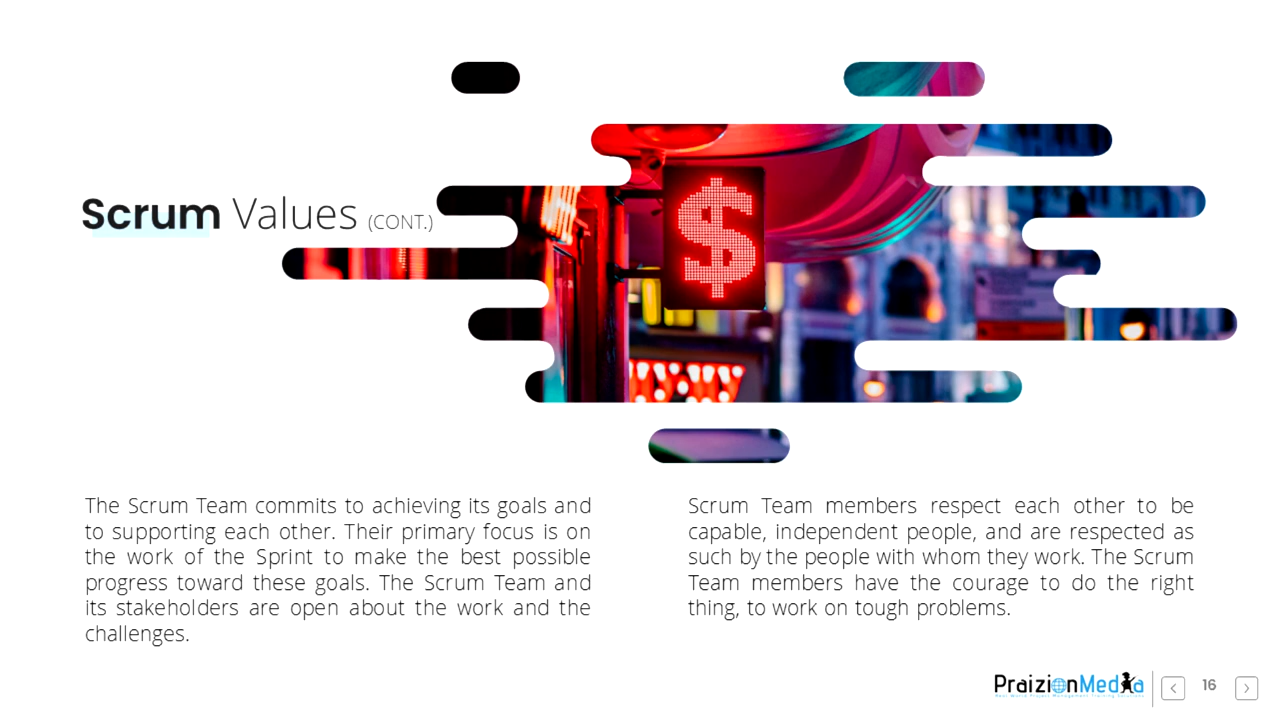 Scrum Values (CONT.)
$
The Scrum Team commits to achieving its goals and
to supporting each other. Their primary focus is on
the work of the Sprint to make the best possible
progress toward these goals. The Scrum Team and
its stakeholders are open about the work and the
challenges.
Scrum Team members respect each other to be
capable, independent people, and are respected as
such by the people with whom they work. The Scrum
Team members have the courage to do the right
thing, to work on tough problems.
PraizionMedia
16